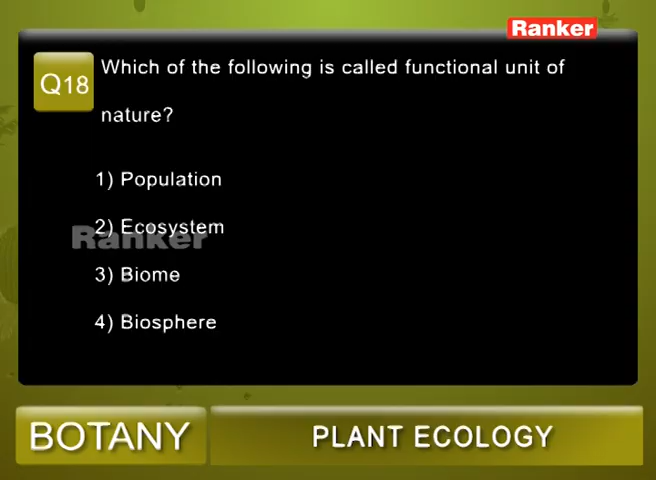 Ranker
Q18
Which of the following is called functional unit of
nature?
1) Population
2) Ecosystem
Ranker
3) Biome
4) Biosphere
BOTANY
PLANT ECOLOGY